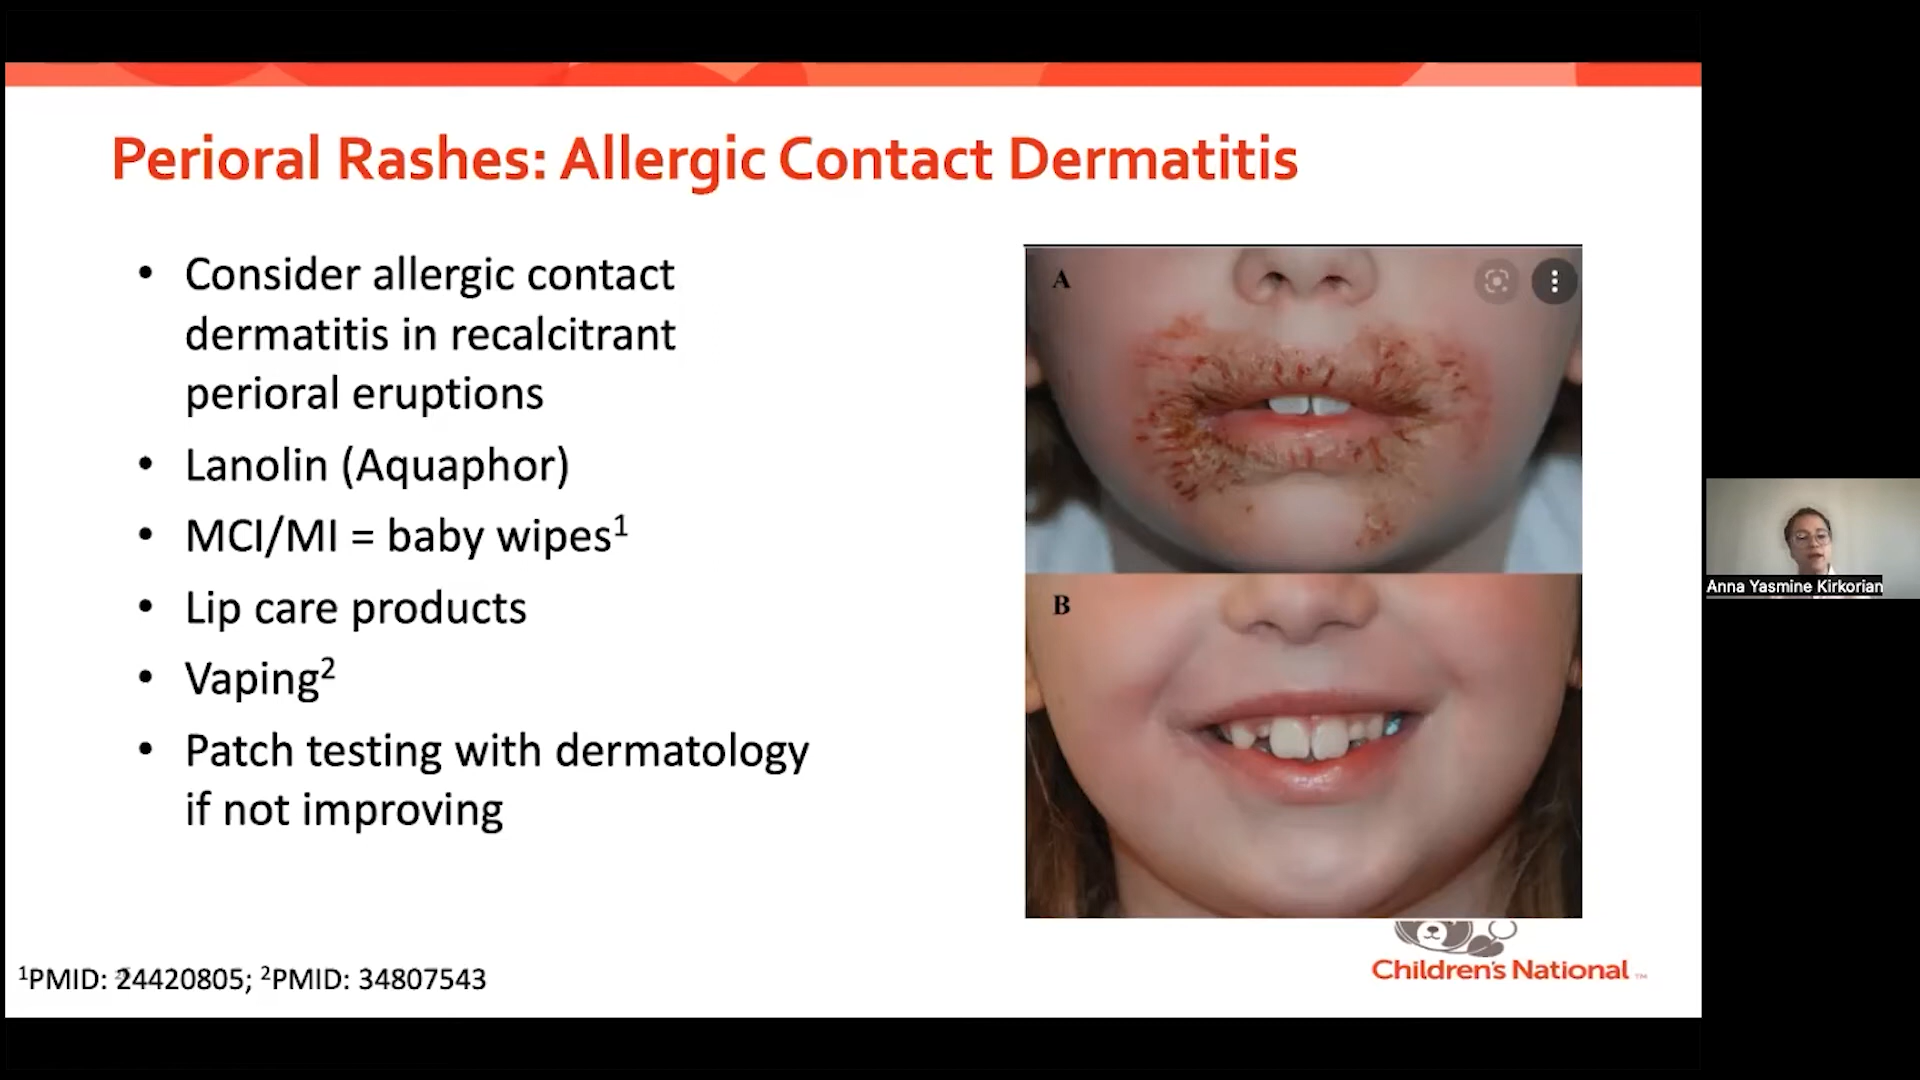 Perioral Rashes: Allergic Contact Dermatitis
• Consider allergic contact
dermatitis in recalcitrant
perioral eruptions
• Lanolin (Aquaphor)
• MCI/MI = baby wipes¹
• Lip care products
• Vaping²
• Patch testing with dermatology
if not improving
A
B
¹PMID: 24420805; ²PMID: 34807543
Children's National ™
Anna Yasmine Kirkorian